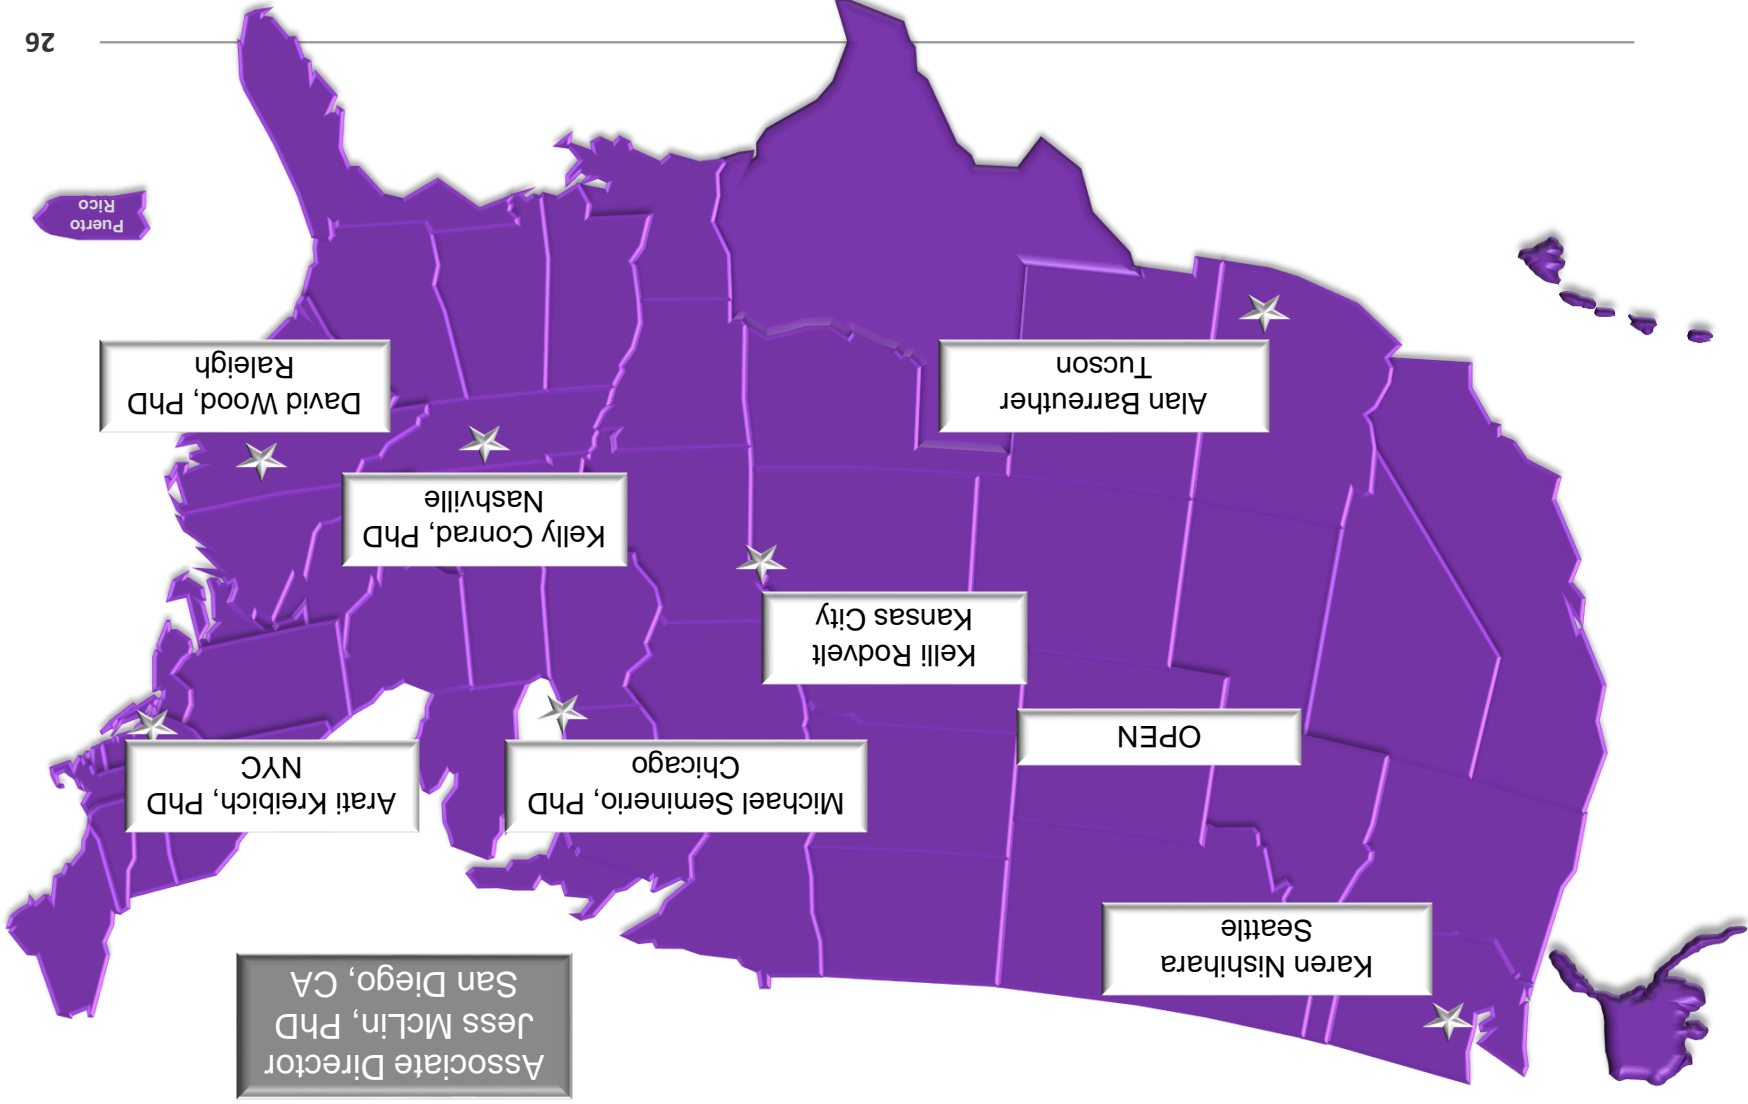 Associate Director
Jess McLin, PhD
San Diego, CA
Karen Nishihara
Seattle
Michael Seminerio, PhD
Chicago
Arati Kreibich, PhD
NYC
OPEN
Kelli Rodvelt
Kansas City
Kelly Conrad, PhD
Nashville
Alan Barreuther
Tucson
David Wood, PhD
Raleigh
Puerto
Rico
26